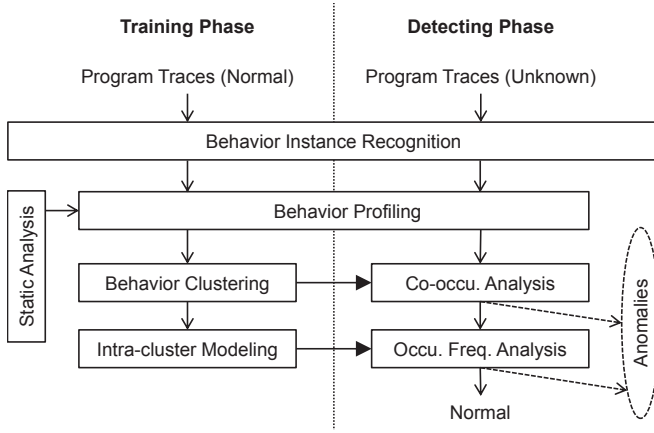 Training Phase
Detecting Phase
Program Traces (Normal)
Program Traces (Unknown)
Behavior Instance Recognition
Static Analysis
Behavior Profiling
Behavior Clustering
Co-occu. Analysis
Anomalies
Intra-cluster Modeling
Occu. Freq. Analysis
Normal